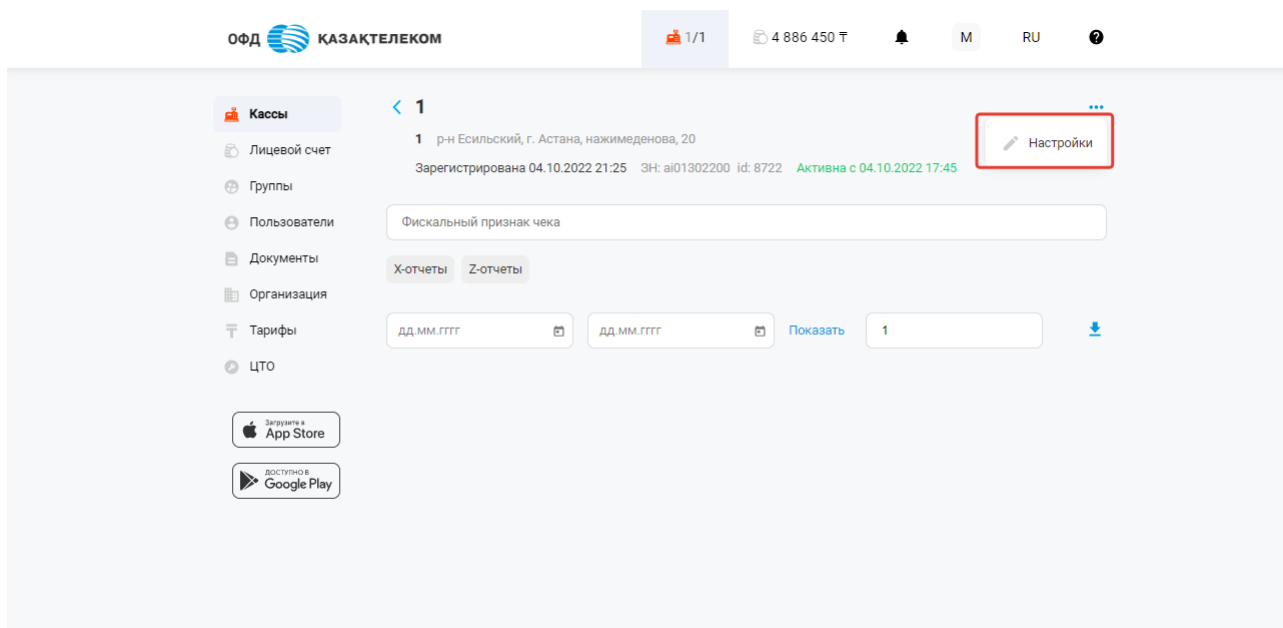 ОФД ҚАЗАҚТЕЛЕКОМ
1/1
4 886 450 ₸
M
RU
?
Кассы
Лицевой счет
Группы
Пользователи
Документы
Организация
Тарифы
ЦТО
Загрузите в
App Store
ДОСТУПНО В
Google Play
1
1 р-н Есильский, г. Астана, нажимеденова, 20
Зарегистрирована 04.10.2022 21:25 ЗН: ai01302200 id: 8722 Активна с 04.10.2022 17:45
Настройки
Фискальный признак чека
X-отчеты Z-отчеты
дд.мм.гггг дд.мм.гггг Показать 1